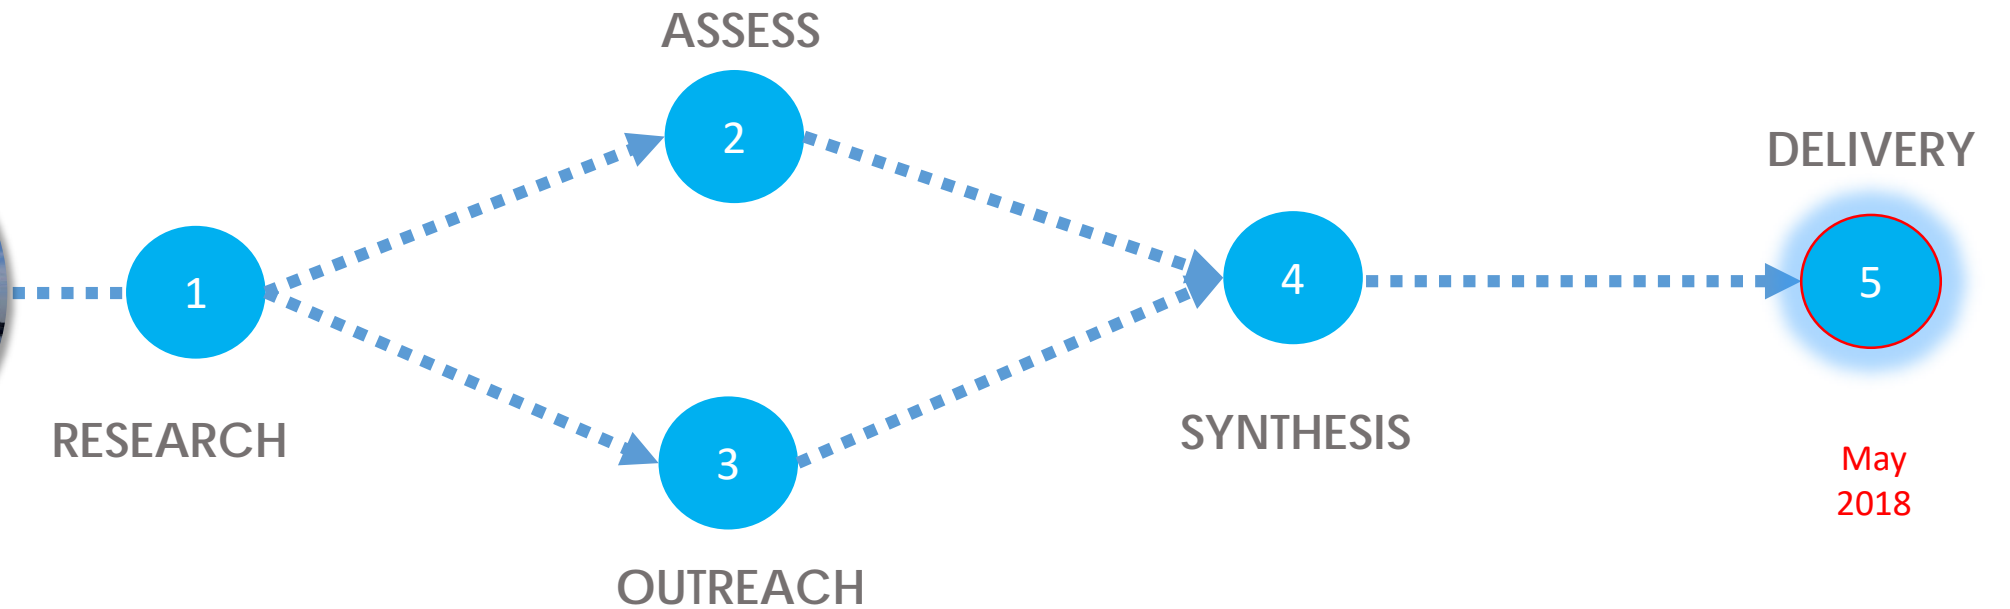 ASSESS
2
DELIVERY
1
4
5
RESEARCH
SYNTHESIS
3
May
2018
OUTREACH